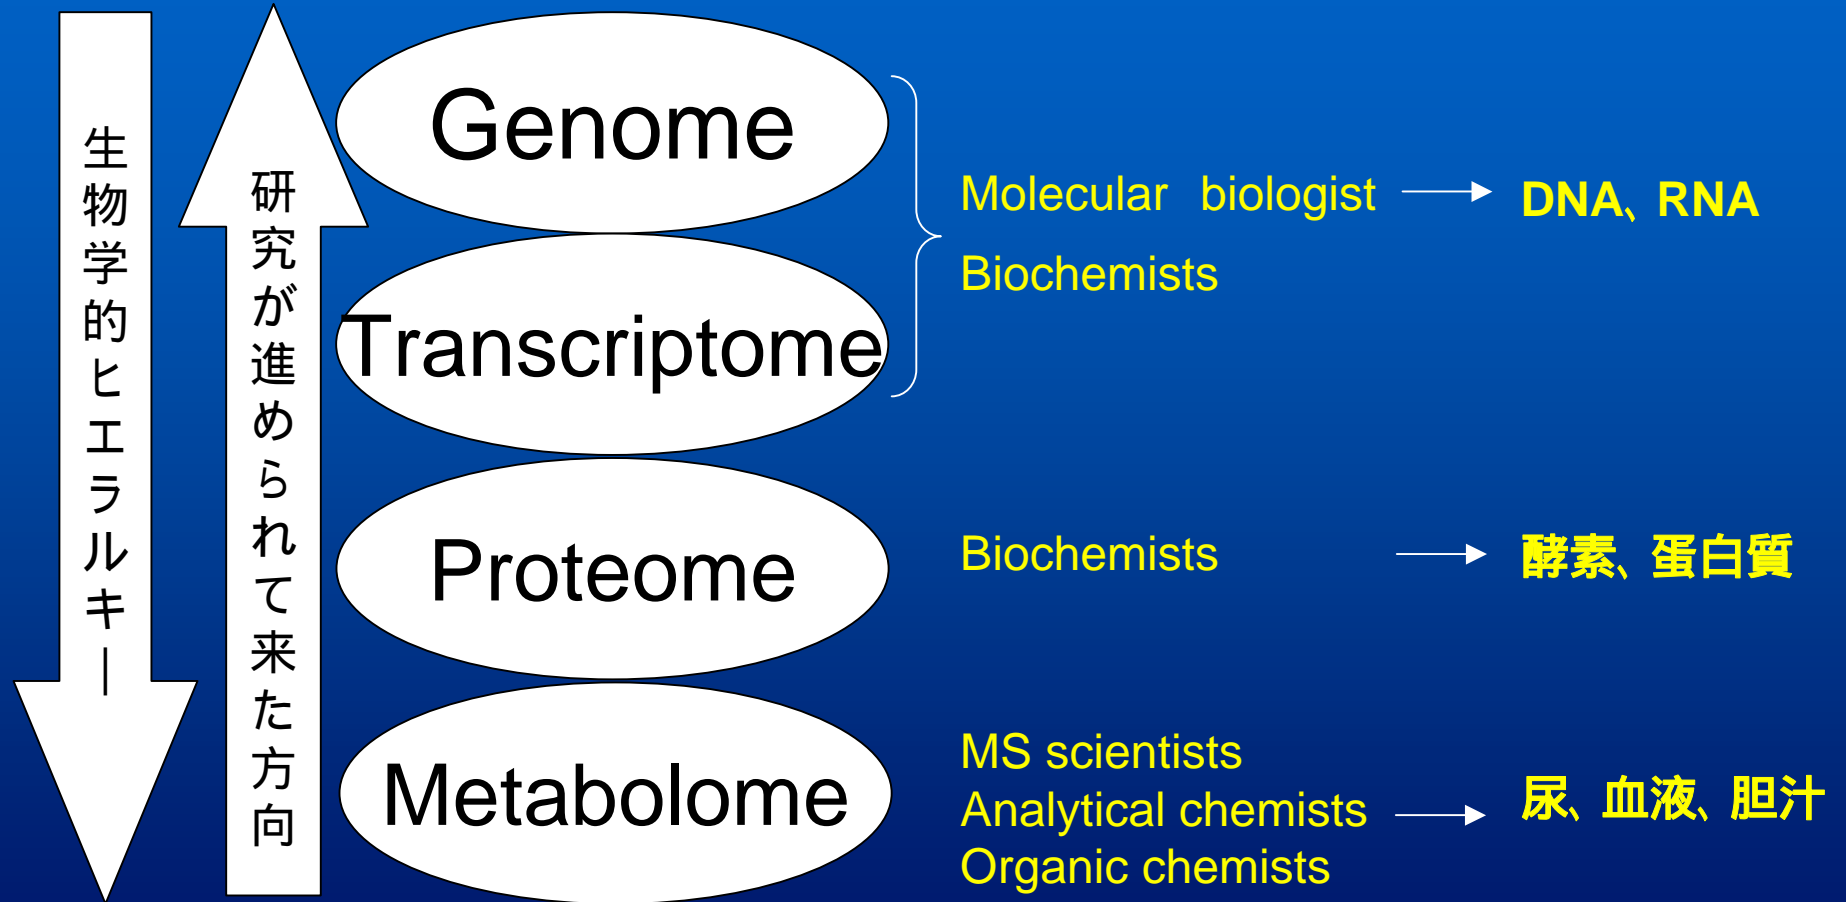 生物学的ヒエラルキー
研究が進められて来た方向
Genome
Transcriptome
Proteome
Metabolome
Molecular biologist
Biochemists
DNA、RNA
Biochemists
酵素、蛋白質
MS scientists
Analytical chemists
Organic chemists
尿、血液、胆汁